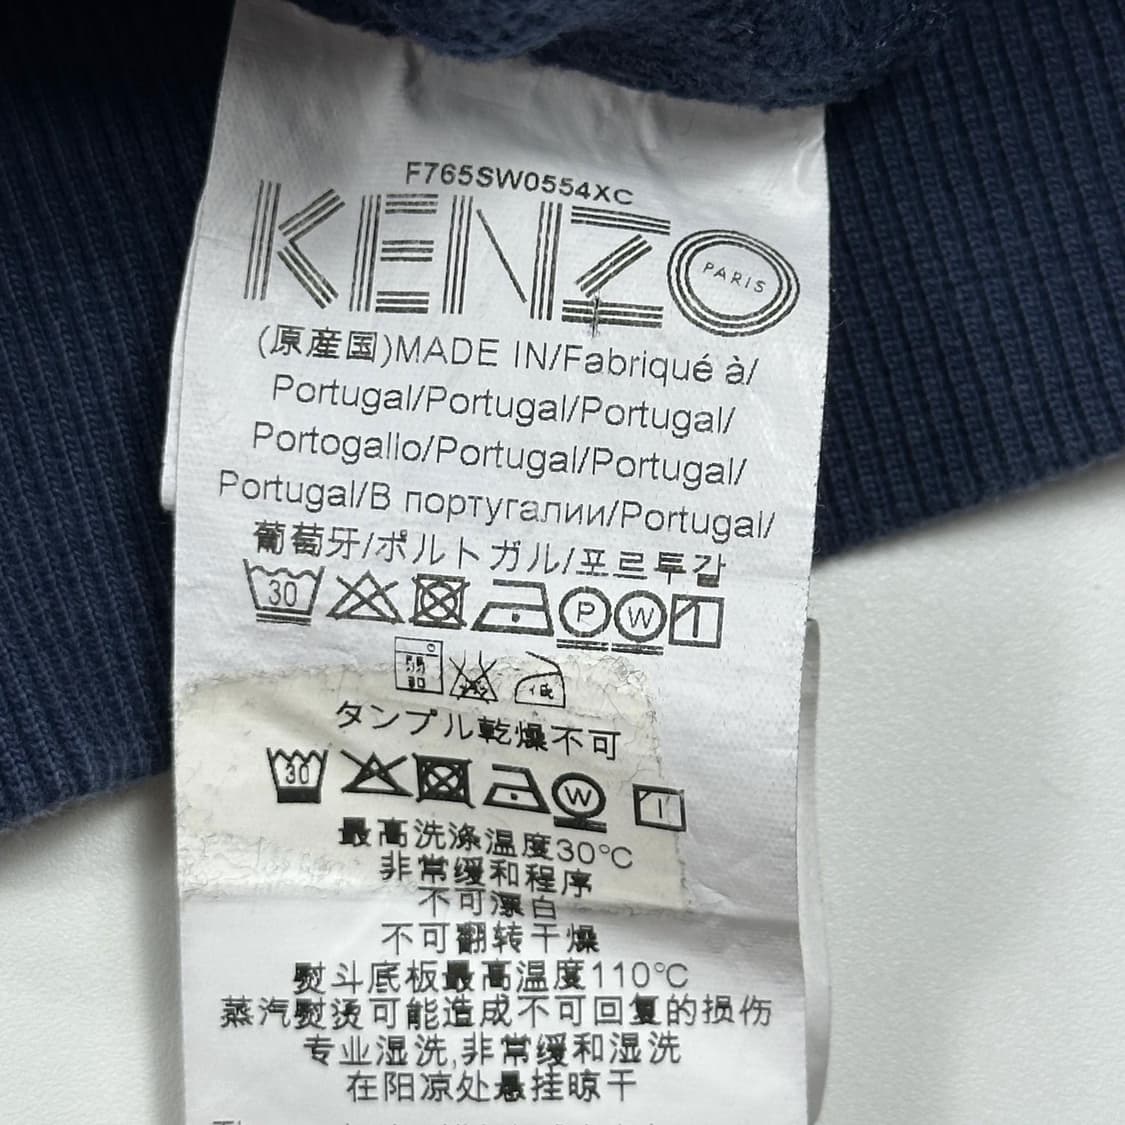 F765SW0554XC
KENZO
PARIS
(原産国)MADE IN/Fabriqué à/
Portugal/Portugal/Portugal/
Portogallo/Portugal/Portugal/
Portugal/В португалии/Portugal/
葡萄牙/ポルトガル/포르투갈
30 P W
弱 30 低
タンブル乾燥不可
30 W
最高洗涤温度30°C
非常缓和程序
不可漂白
不可翻转干燥
熨斗底板最高温度110°C
蒸汽熨烫可能造成不可回复的损伤
专业湿洗,非常缓和湿洗
在阳凉处悬挂晾干